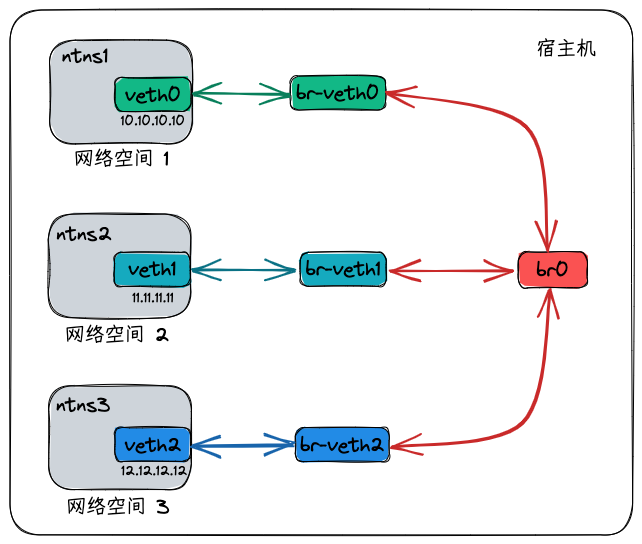 宿主机
ntns1
veth0
br-veth0
10.10.10.10
网络空间 1
ntns2
veth1
br-veth1
br0
11.11.11.11
网络空间 2
ntns3
veth2
br-veth2
12.12.12.12
网络空间 3